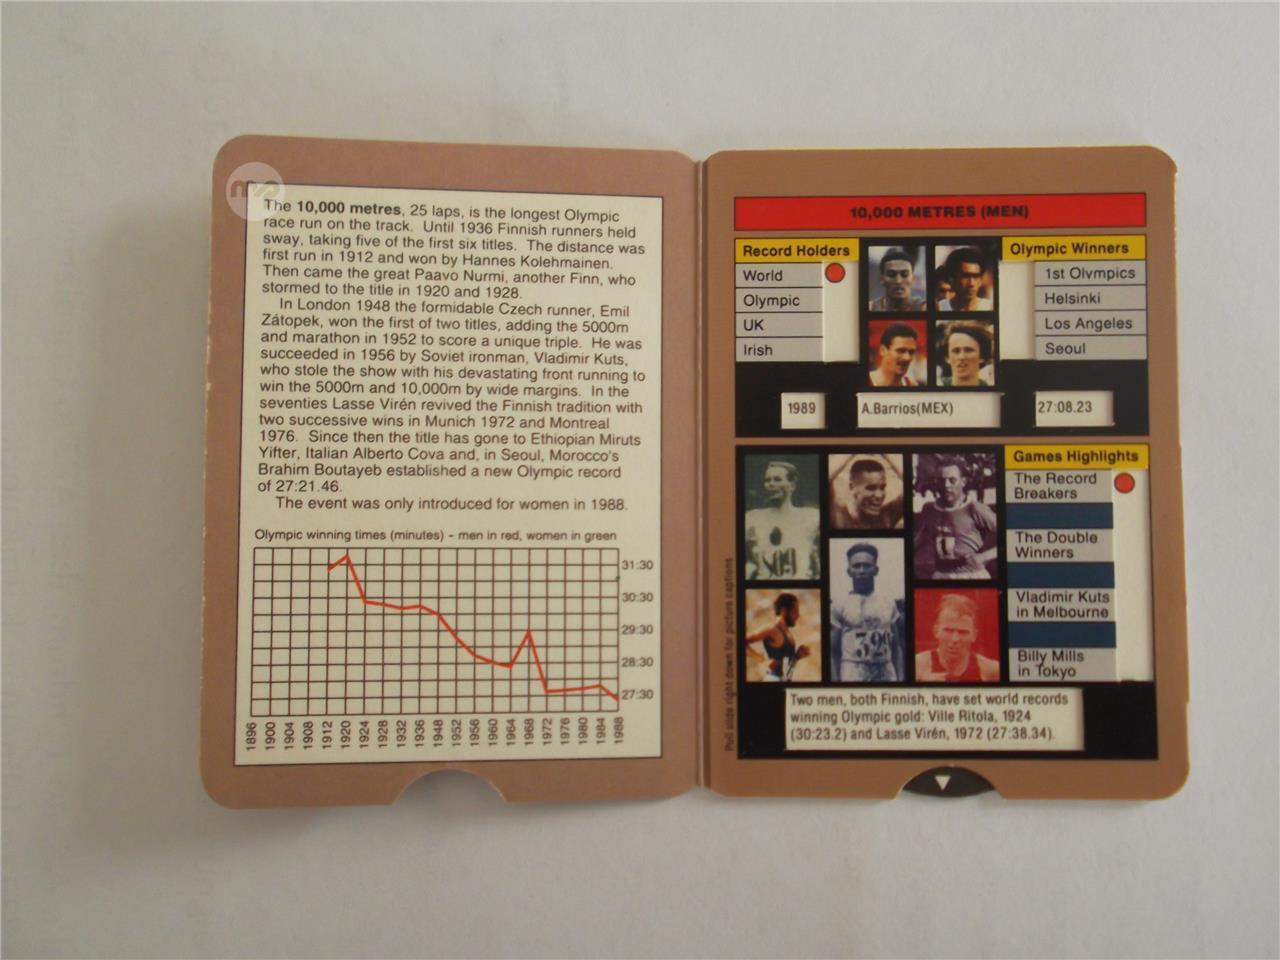 The 10,000 metres, 25 laps, is the longest Olympic
race run on the track. Until 1936 Finnish runners held
sway, taking five of the first six titles. The distance was
first run in 1912 and won by Hannes Kolehmainen.
Then came the great Paavo Nurmi, another Finn, who
stormed to the title in 1920 and 1928.
In London 1948 the formidable Czech runner, Emil
Zátopek, won the first of two titles, adding the 5000m
and marathon in 1952 to score a unique triple. He was
succeeded in 1956 by Soviet ironman, Vladimir Kuts,
who stole the show with his devastating front running to
win the 5000m and 10,000m by wide margins. In the
seventies Lasse Virén revived the Finnish tradition with
two successive wins in Munich 1972 and Montreal
1976. Since then the title has gone to Ethiopian Miruts
Yifter, Italian Alberto Cova and, in Seoul, Morocco's
Brahim Boutayeb established a new Olympic record
of 27:21.46.
The event was only introduced for women in 1988.
Olympic winning times (minutes) - men in red, women in green
31:30
30:30
29:30
28:30
27:30
1896
1900
1904
1908
1912
1920
1924
1928
1932
1936
1948
1952
1956
1960
1964
1968
1972
1976
1980
1984
1988
10,000 METRES (MEN)
Record Holders
World
Olympic
UK
Irish
Olympic Winners
1st Olympics
Helsinki
Los Angeles
Seoul
1989
A.Barrios(MEX)
27:08.23
Games Highlights
The Record
Breakers
The Double
Winners
Vladimir Kuts
in Melbourne
Billy Mills
in Tokyo
Pull slide right down for picture captions
Two men, both Finnish, have set world records
winning Olympic gold: Ville Ritola, 1924
(30:23.2) and Lasse Virén, 1972 (27:38.34).